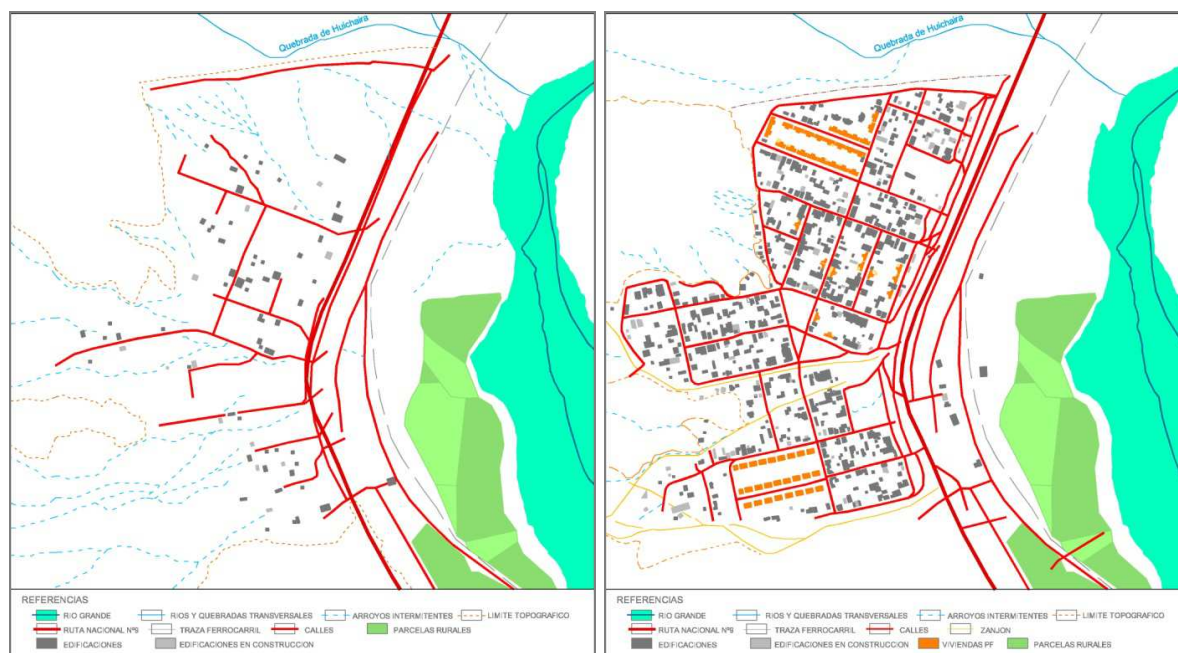 Quebrada de Huichaira
REFERENCIAS
RIO GRANDE RIOS Y QUEBRADAS TRANSVERSALES ARROYOS INTERMITENTES LIMITE TOPOGRAFICO
RUTA NACIONAL Nº9 TRAZA FERROCARRIL CALLES PARCELAS RURALES
EDIFICACIONES EDIFICACIONES EN CONSTRUCCION
Quebrada de Huichaira
REFERENCIAS
RIO GRANDE RIOS Y QUEBRADAS TRANSVERSALES ARROYOS INTERMITENTES LIMITE TOPOGRAFICO
RUTA NACIONAL Nº9 TRAZA FERROCARRIL CALLES ZANJON
EDIFICACIONES EDIFICACIONES EN CONSTRUCCION VIVIENDAS PF PARCELAS RURALES